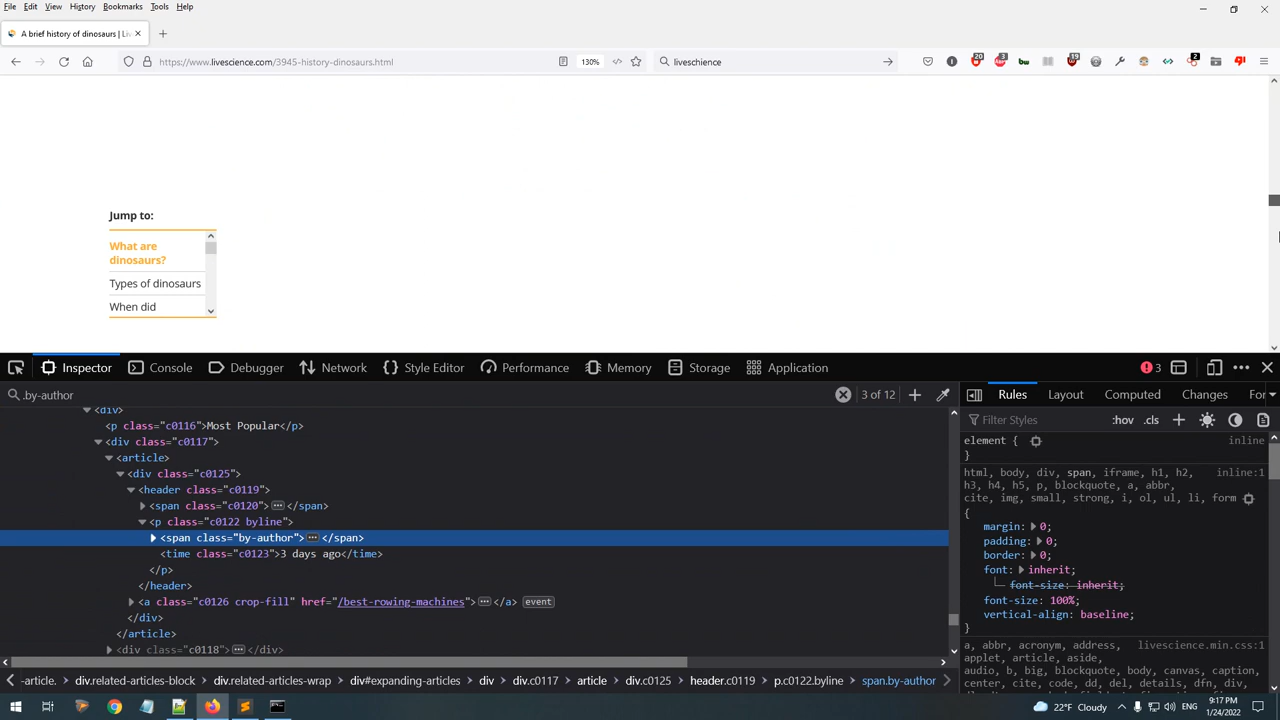 File Edit View History Bookmarks Tools Help
A brief history of dinosaurs | Li
https://www.livescience.com/3945-history-dinosaurs.html
130%
liveschience
20
3
19
2
Jump to:
What are
dinosaurs?
Types of dinosaurs
When did
Inspector Console Debugger Network Style Editor Performance Memory Storage Application
3
.by-author
3 of 12
Rules Layout Computed Changes Fo
Filter Styles
:hov .cls
<div>
<p class="c0116">Most Popular</p>
<div class="c0117">
<article>
<div class="c0125">
<header class="c0119">
<span class="c0120"></span>
<p class="c0122 byline">
<span class="by-author"></span>
<time class="c0123">3 days ago</time>
</p>
</header>
<a class="c0126 crop-fill" href="/best-rowing-machines"></a> event
</div>
</article>
<div class="c0118"></div>
element { inline
}
html, body, div, span, iframe, h1, h2, inline:1
h3, h4, h5, p, blockquote, a, abbr,
cite, img, small, strong, i, ol, ul, li, form
{
margin: 0;
padding: 0;
border: 0;
font: inherit;
font-size: inherit;
font-size: 100%;
vertical-align: baseline;
}
a, abbr, acronym, address, livescience.min.css:1
applet, article, aside,
audio, b, big, blockquote, body, canvas, caption,
center, cite, code, dd, del, details, dfn, div,
-article. div.related-articles-block div.related-articles-wrap div#expanding-articles div div.c0117 article div.c0125 header.c0119 p.c0122.byline span.by-author
22°F Cloudy
ENG
9:17 PM
1/24/2022